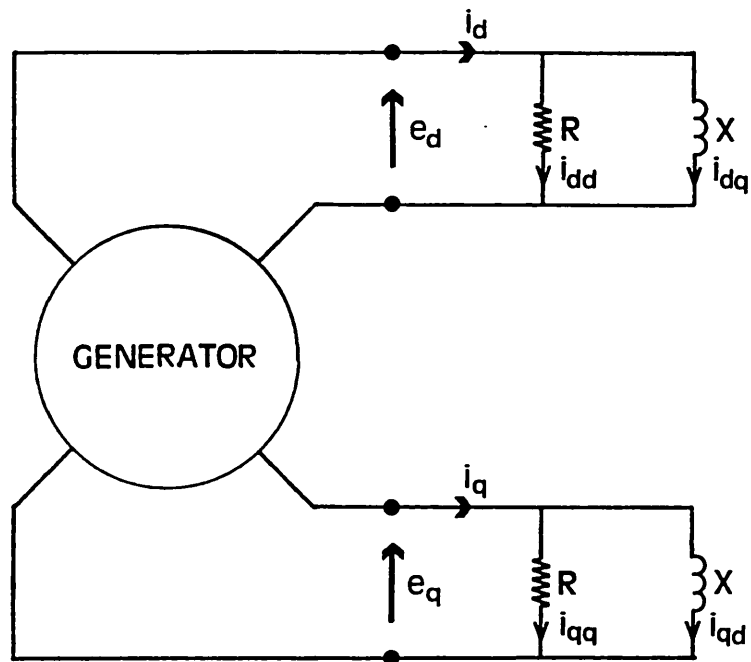 i_d
e_d
R
X
i_dd
i_dq
GENERATOR
i_q
e_q
R
X
i_qq
i_qd